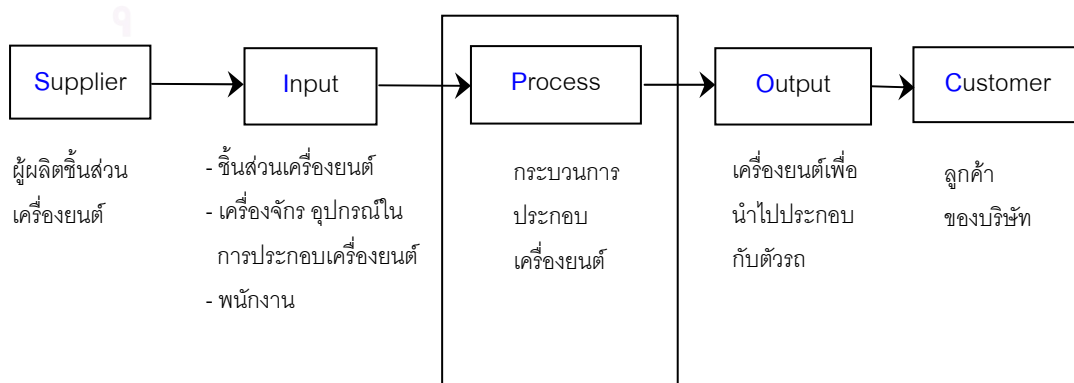 Supplier
Input
Process
Output
Customer
ผู้ผลิตชิ้นส่วน
เครื่องยนต์
- ชิ้นส่วนเครื่องยนต์
- เครื่องจักร อุปกรณ์ใน
การประกอบเครื่องยนต์
- พนักงาน
กระบวนการ
ประกอบ
เครื่องยนต์
เครื่องยนต์เพื่อ
นำไปประกอบ
กับตัวรถ
ลูกค้า
ของบริษัท